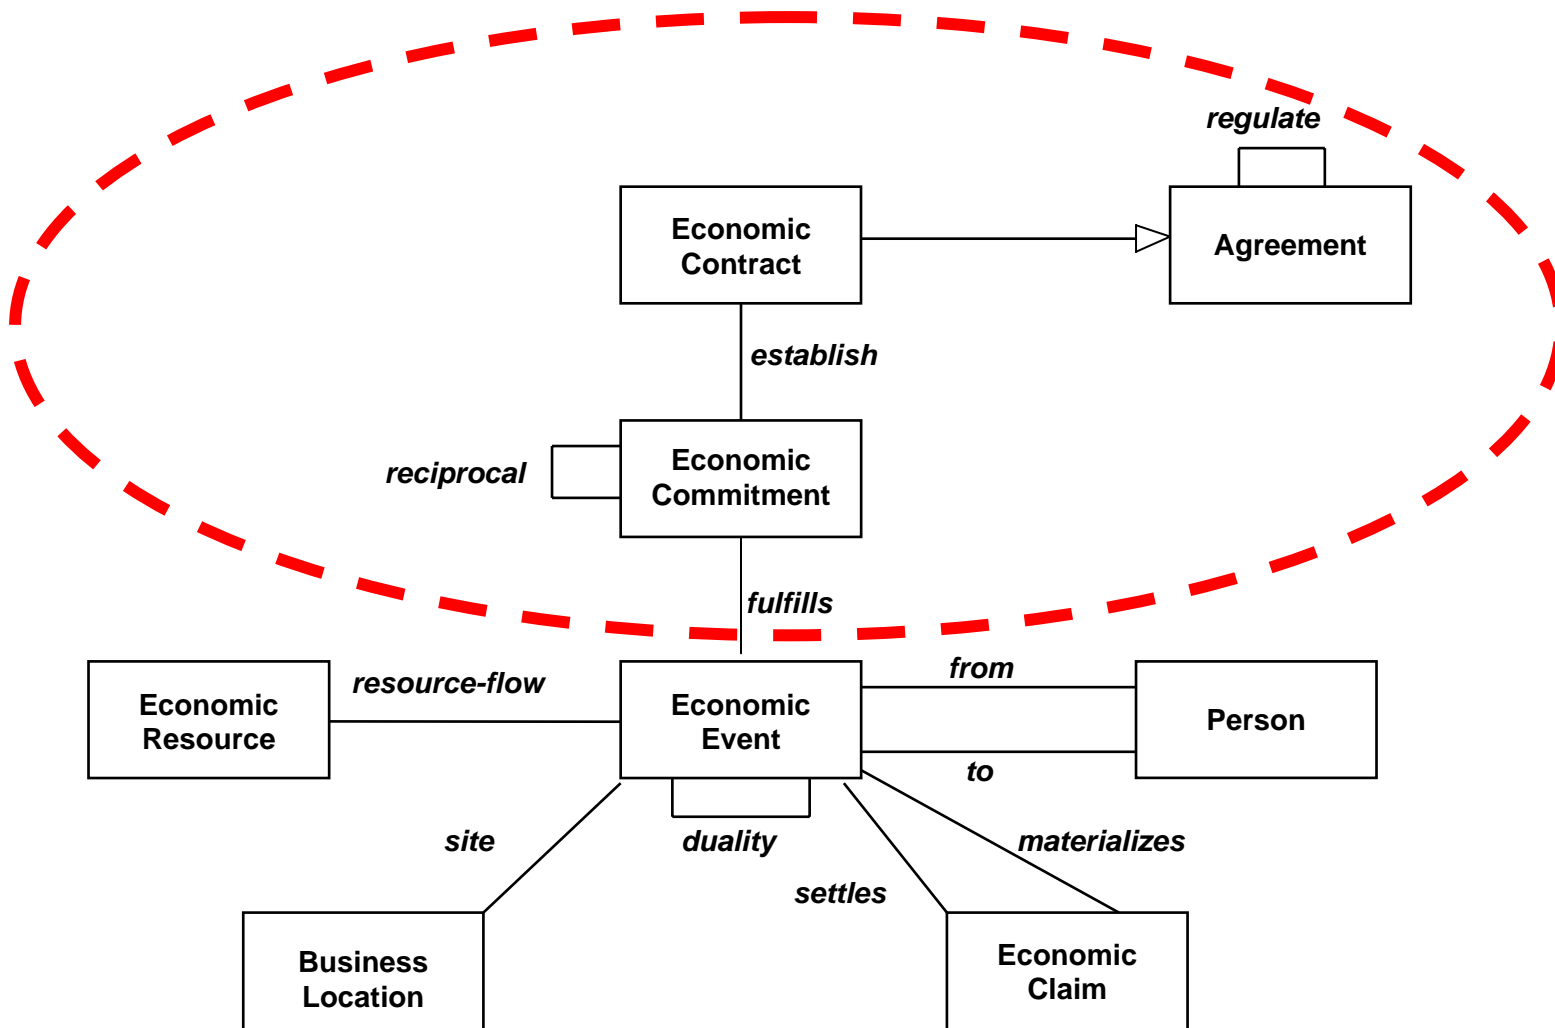 regulate
Economic
Contract
Agreement
establish
reciprocal
Economic
Commitment
fulfills
Economic
Resource
resource-flow
Economic
Event
from
to
Person
site
duality
materializes
settles
Business
Location
Economic
Claim